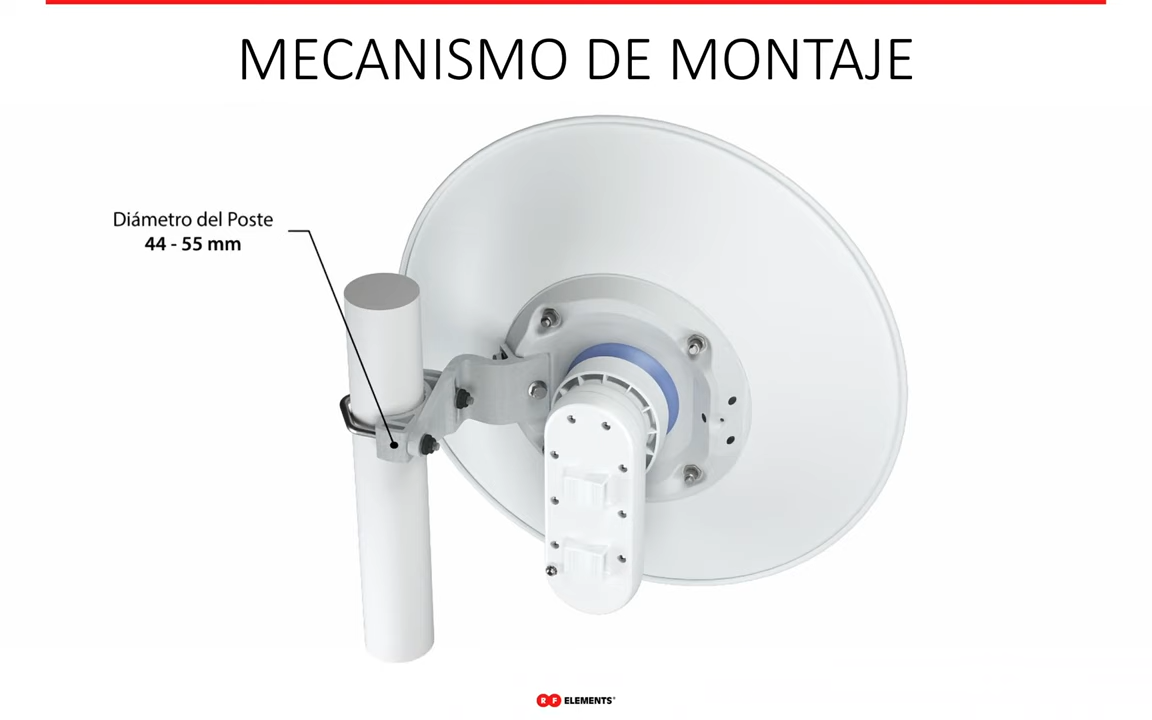 MECANISMO DE MONTAJE
Diámetro del Poste
44 - 55 mm
RF ELEMENTS®